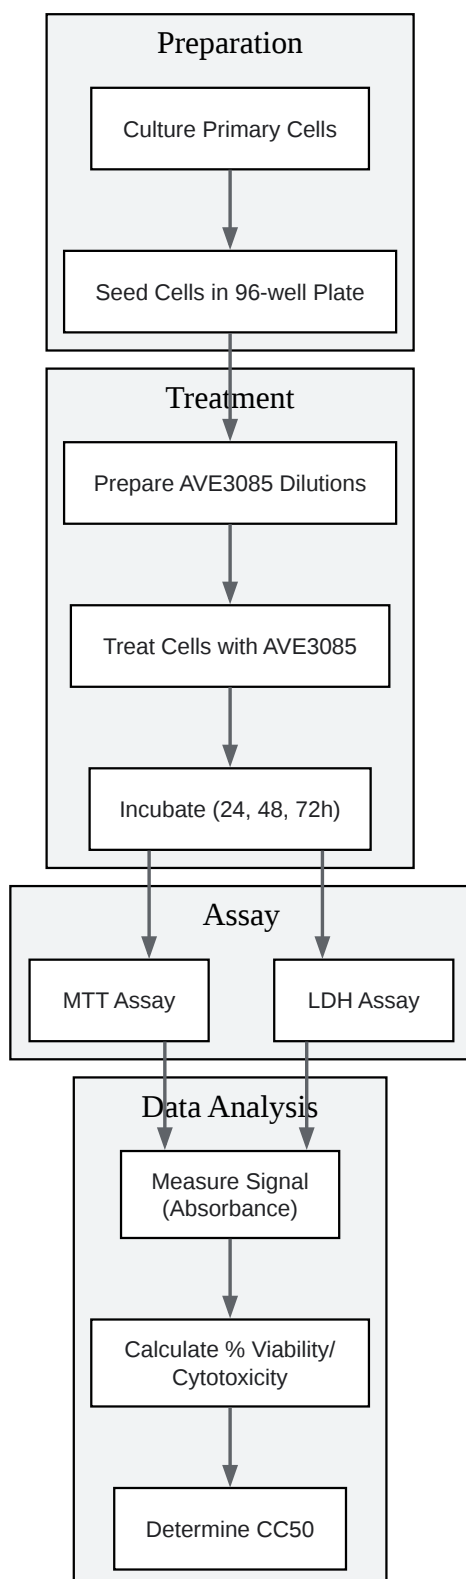 Preparation
Culture Primary Cells
Seed Cells in 96-well Plate
Treatment
Prepare AVE3085 Dilutions
Treat Cells with AVE3085
Incubate (24, 48, 72h)
Assay
MTT Assay
LDH Assay
Data Analysis
Measure Signal
(Absorbance)
Calculate % Viability/
Cytotoxicity
Determine CC50